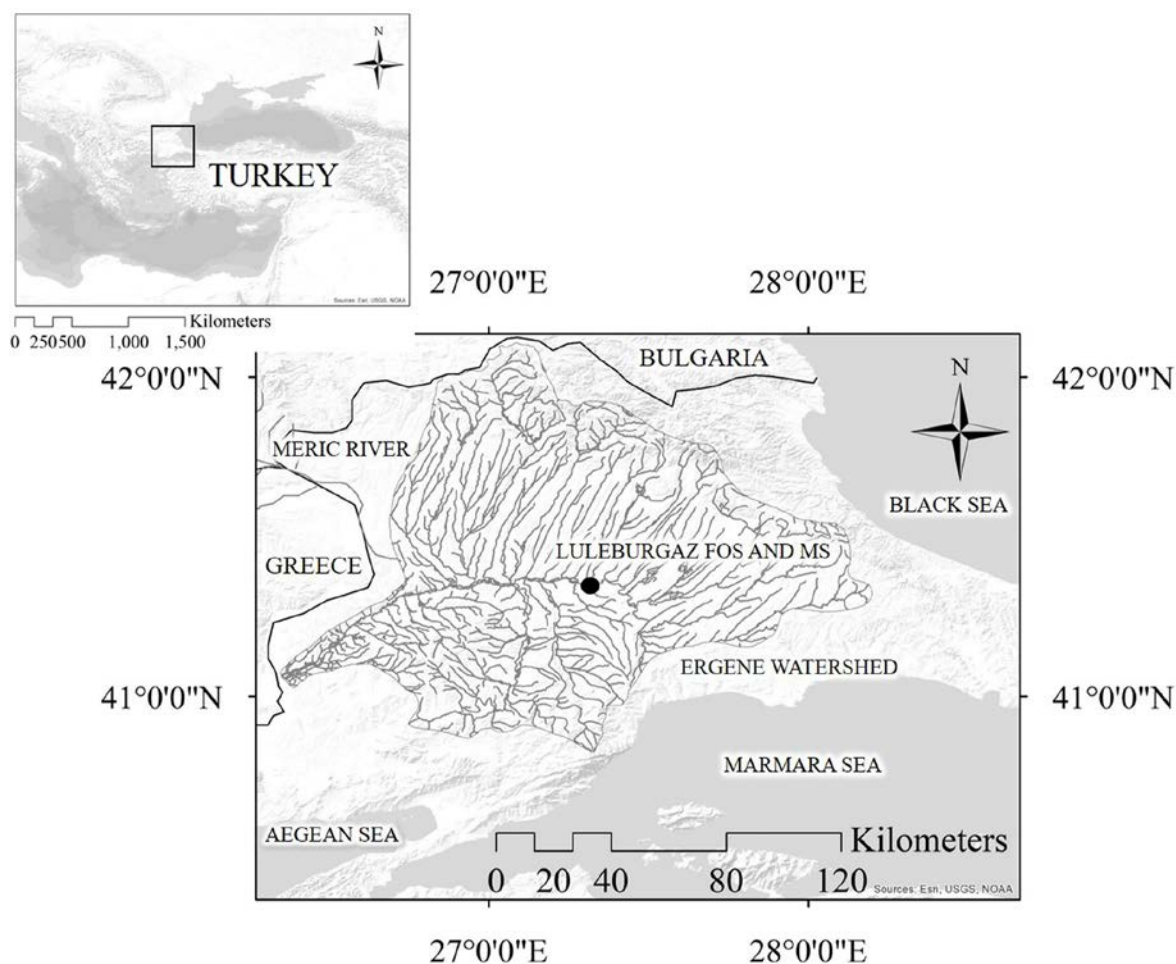 N
TURKEY
Sources: Esri, USGS, NOAA
Kilometers
0 250500 1,000 1,500
27°0'0"E 28°0'0"E
42°0'0"N 42°0'0"N
BULGARIA
N
MERIC RIVER
BLACK SEA
LULEBURGAZ FOS AND MS
GREECE
ERGENE WATERSHED
41°0'0"N 41°0'0"N
MARMARA SEA
AEGEAN SEA
Kilometers
0 20 40 80 120
Sources: Esri, USGS, NOAA
27°0'0"E 28°0'0"E